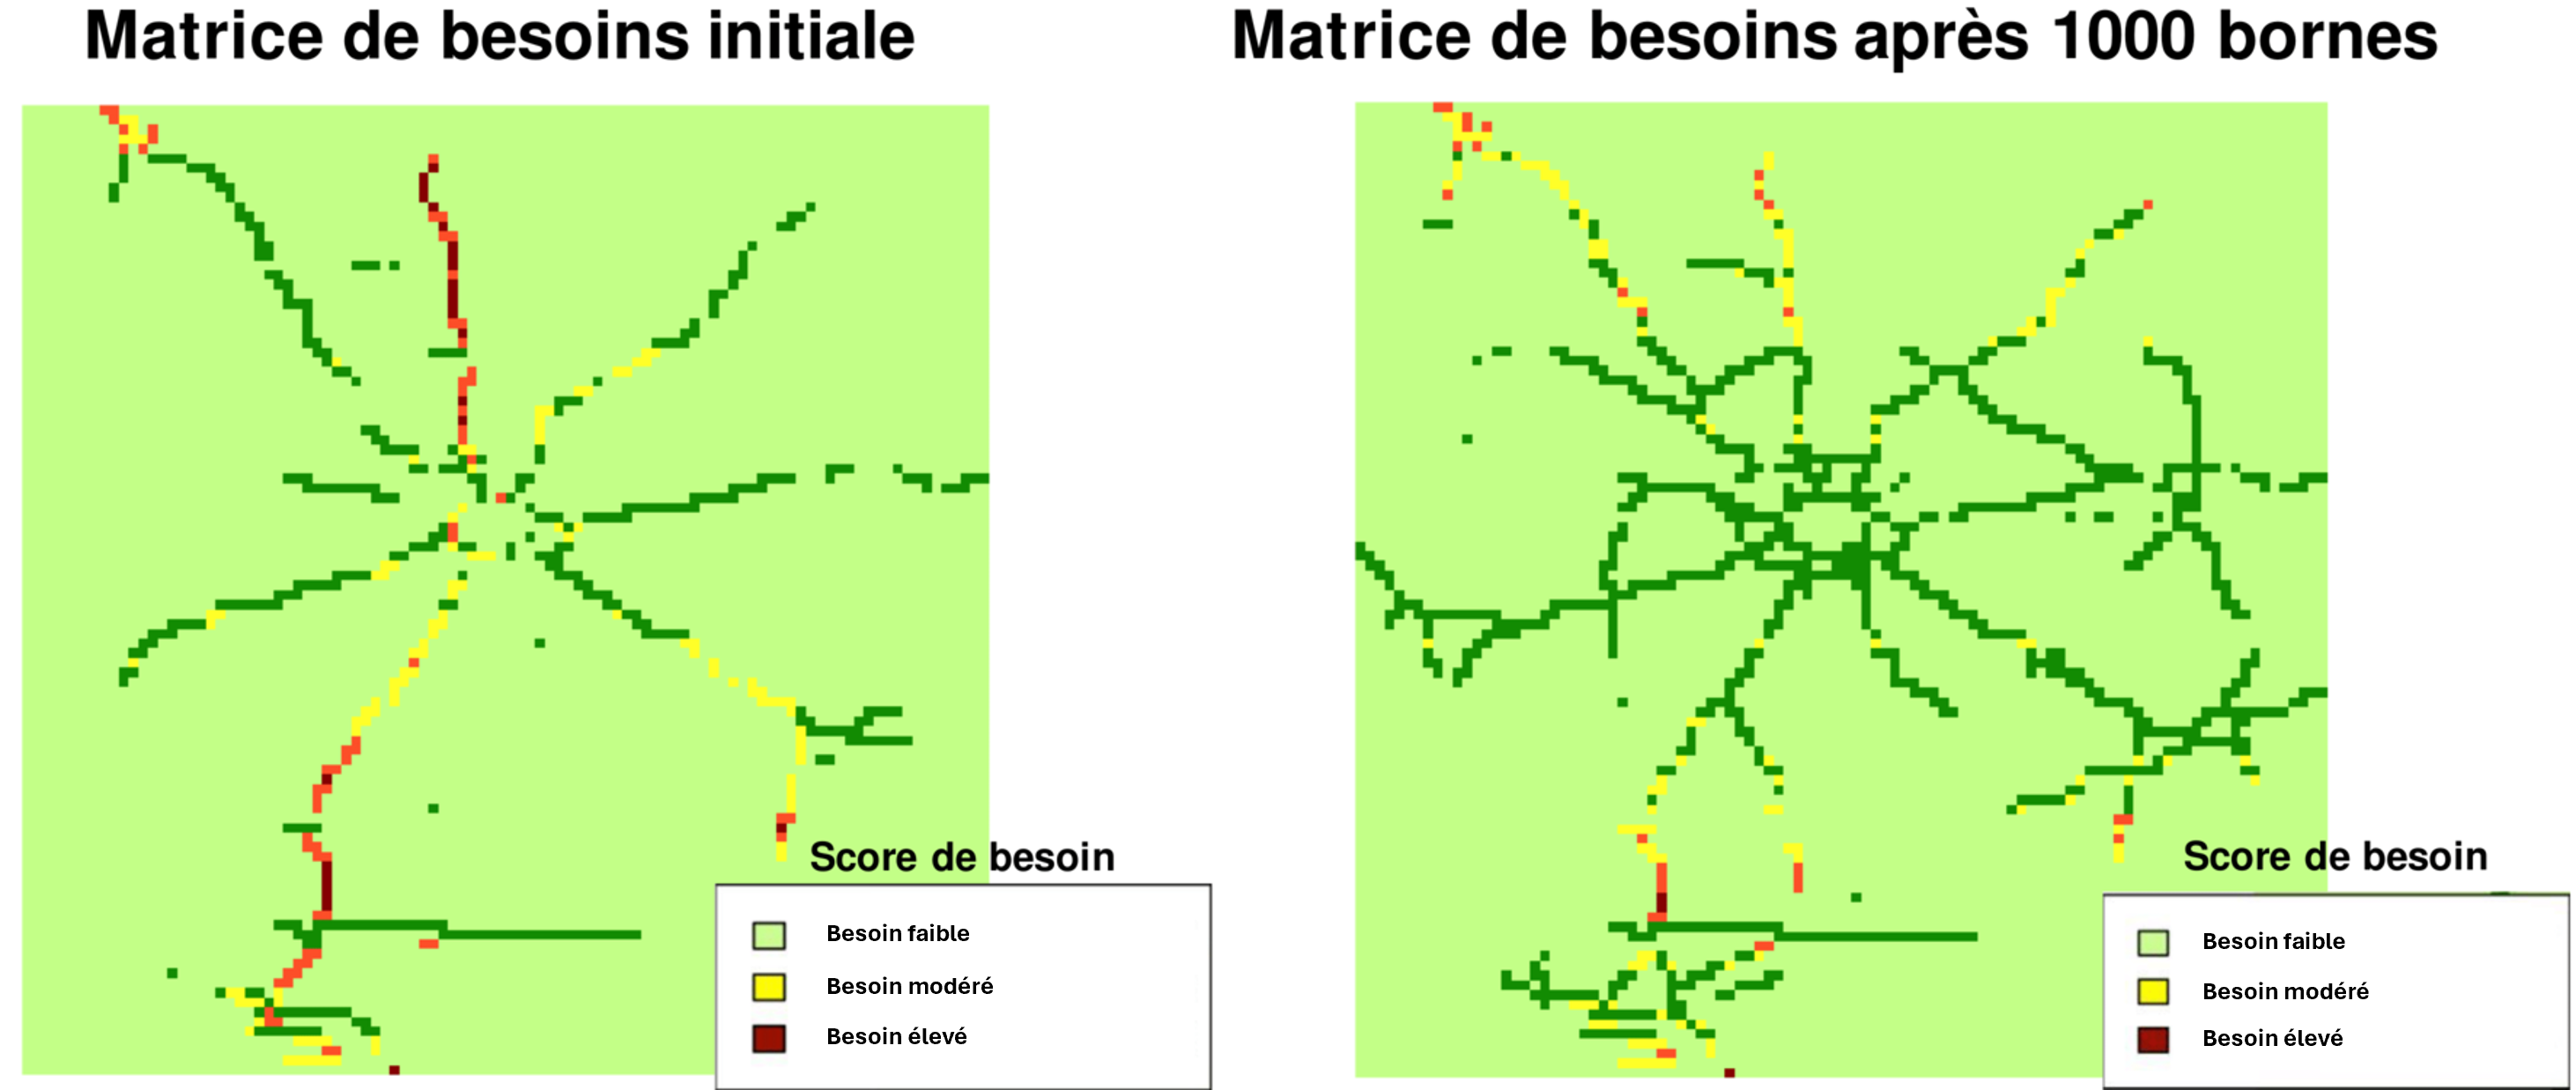 Matrice de besoins initiale
Matrice de besoins après 1000 bornes
Score de besoin
Besoin faible
Besoin modéré
Besoin élevé
Score de besoin
Besoin faible
Besoin modéré
Besoin élevé